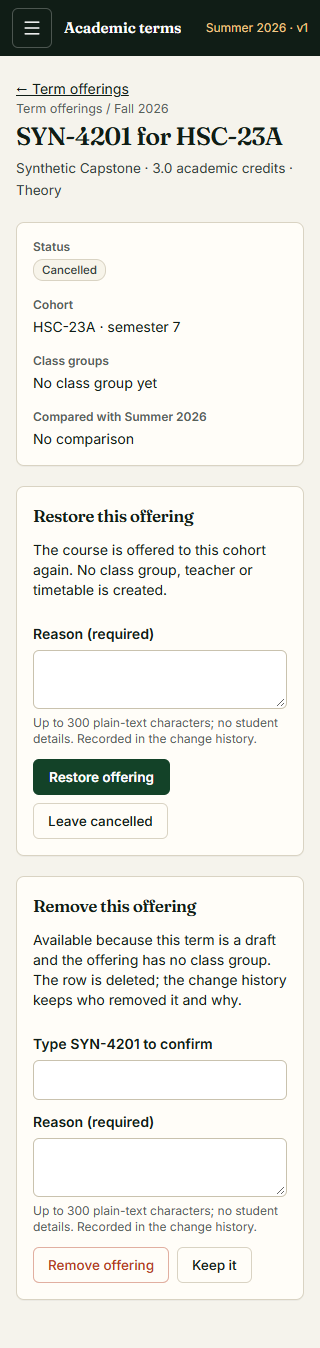 Academic terms
Summer 2026 · v1
← Term offerings
Term offerings / Fall 2026
SYN-4201 for HSC-23A
Synthetic Capstone · 3.0 academic credits ·
Theory
Status
Cancelled
Cohort
HSC-23A · semester 7
Class groups
No class group yet
Compared with Summer 2026
No comparison
Restore this offering
The course is offered to this cohort
again. No class group, teacher or
timetable is created.
Reason (required)
Up to 300 plain-text characters; no student
details. Recorded in the change history.
Restore offering
Leave cancelled
Remove this offering
Available because this term is a draft
and the offering has no class group.
The row is deleted; the change history
keeps who removed it and why.
Type SYN-4201 to confirm
Reason (required)
Up to 300 plain-text characters; no student
details. Recorded in the change history.
Remove offering
Keep it